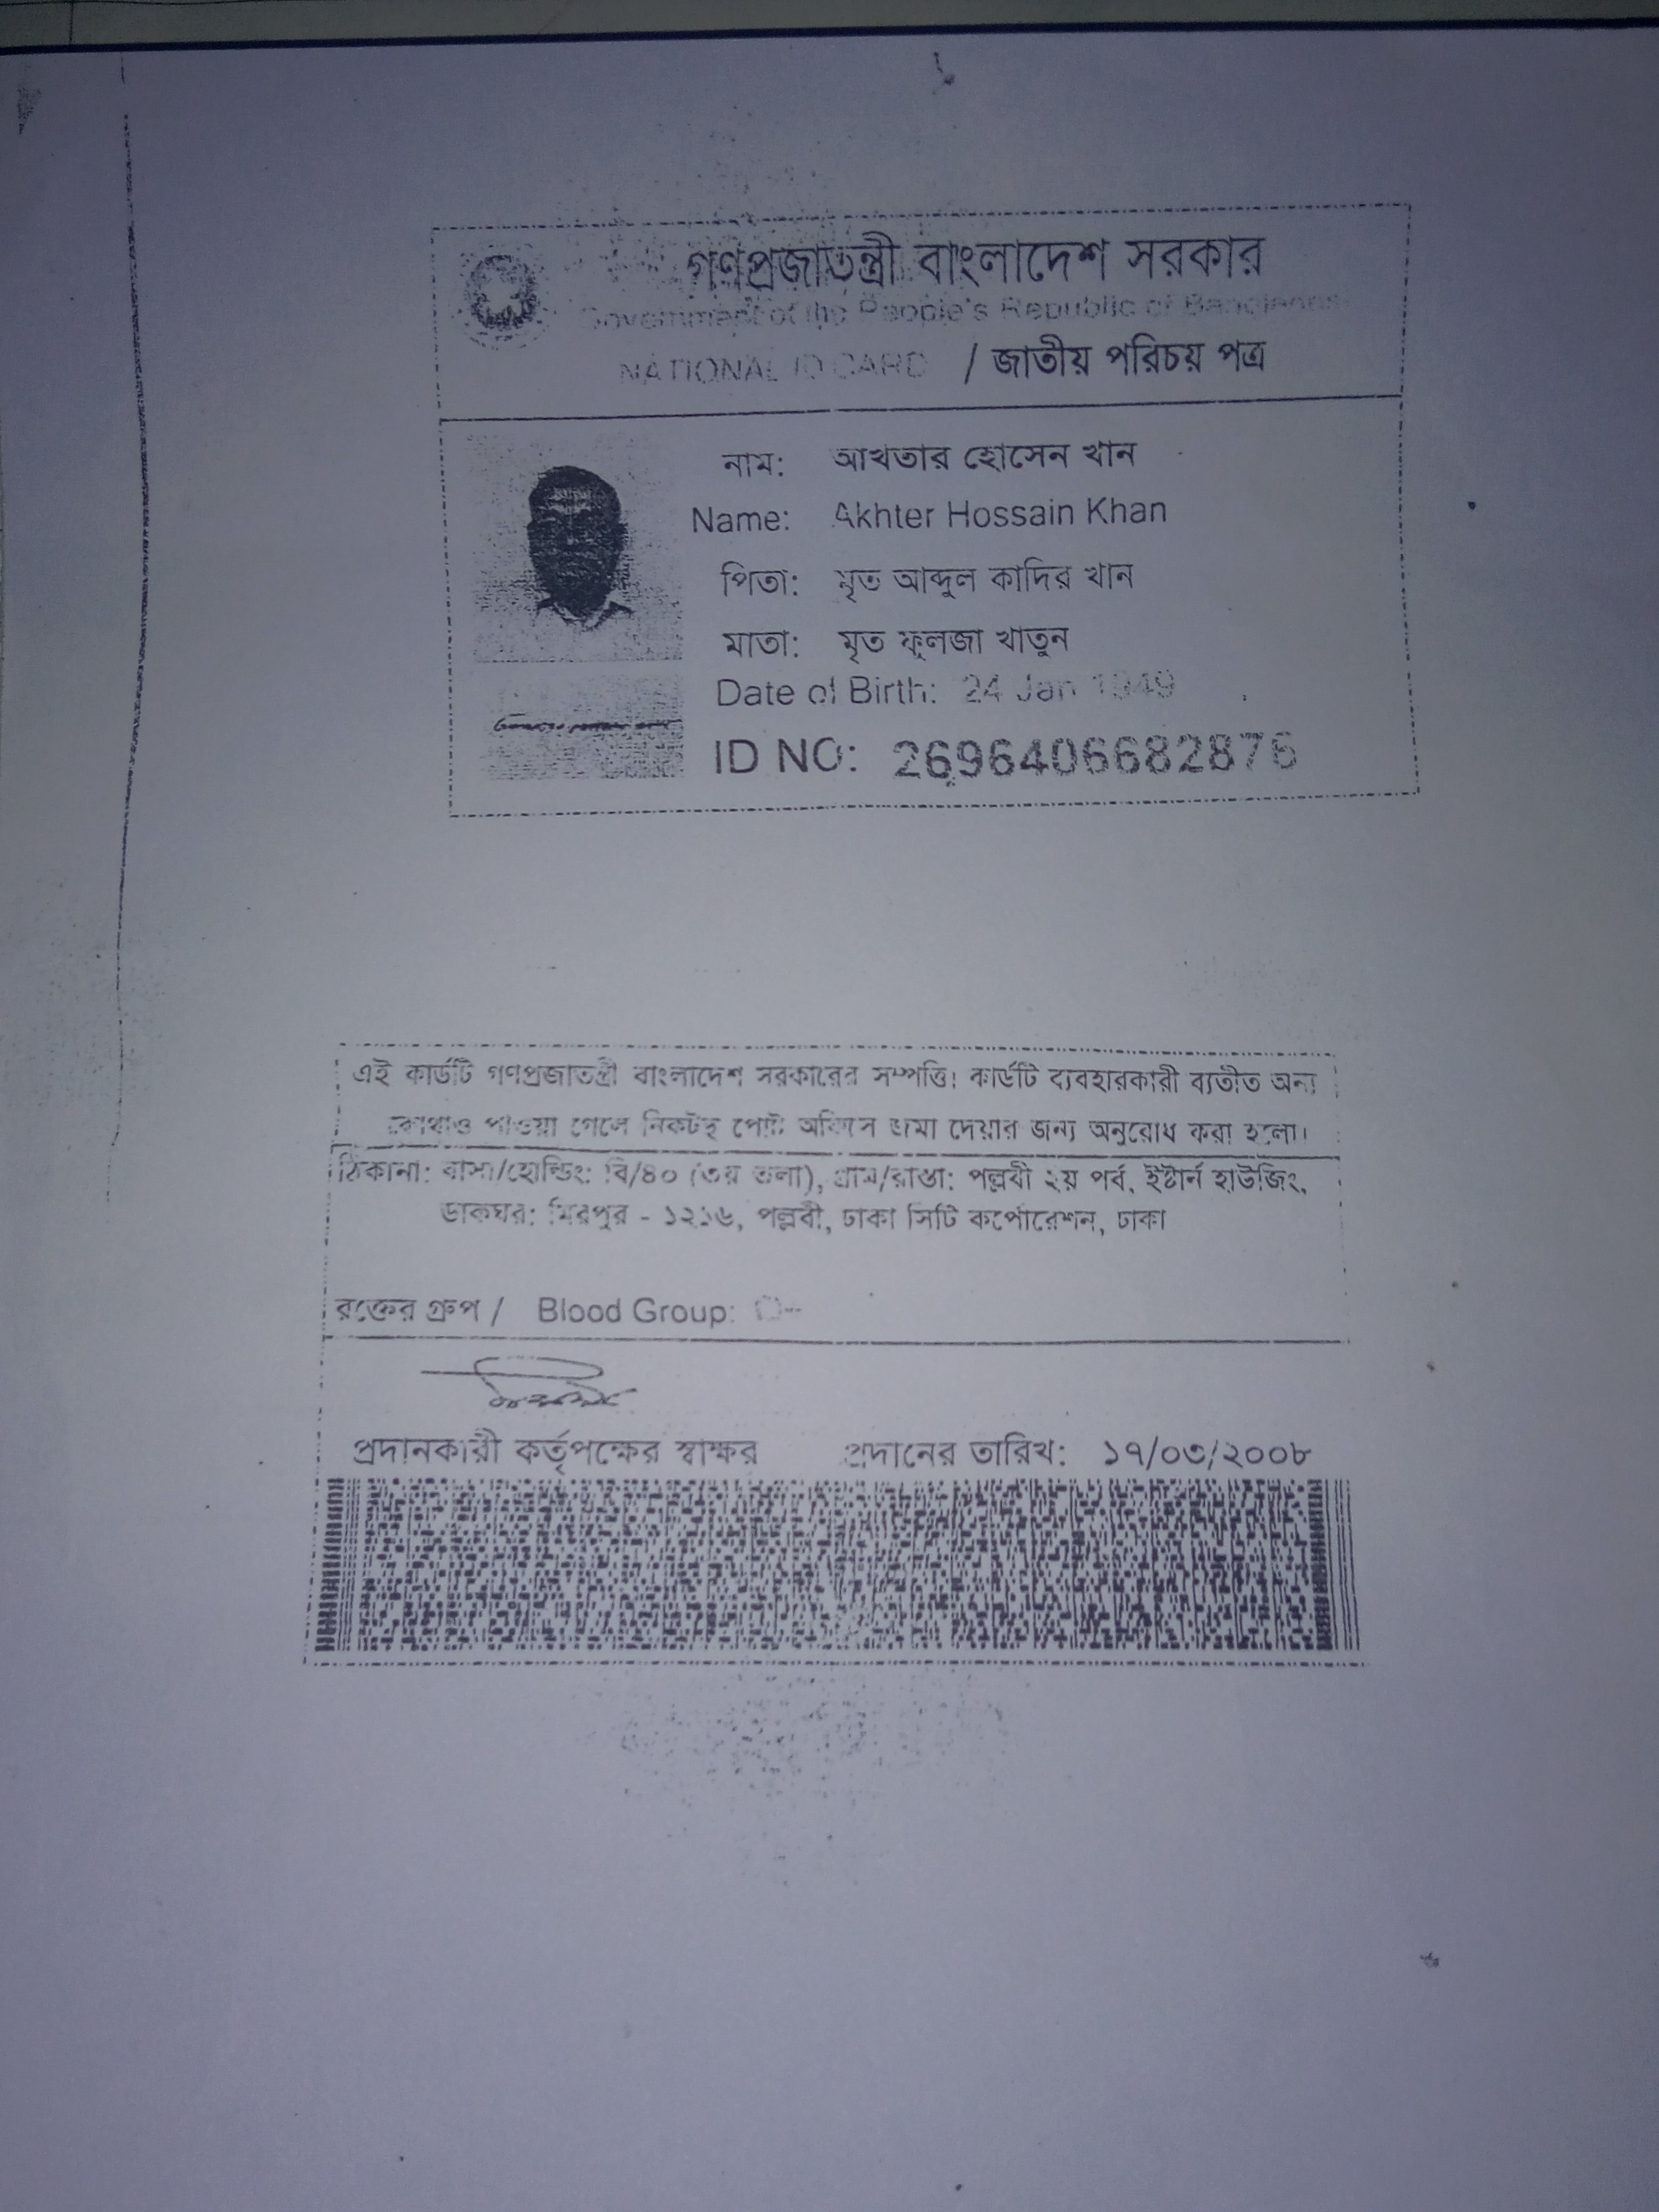 গণপ্রজাতন্ত্রী বাংলাদেশ সরকার
Government of the People's Republic of Bangladesh
NATIONAL ID CARD / জাতীয় পরিচয় পত্র
নাম: আখতার হোসেন খান
Name: Akhter Hossain Khan
পিতা: মৃত আব্দুল কাদির খান
মাতা: মৃত ফুলজা খাতুন
Date of Birth: 24 Jan 1949
ID NO: 2696406682876
এই কার্ডটি গণপ্রজাতন্ত্রী বাংলাদেশ সরকারের সম্পত্তি। কার্ডটি ব্যবহারকারী ব্যতীত অন্য
কোথাও পাওয়া গেলে নিকটস্থ পোষ্ট অফিসে জমা দেয়ার জন্য অনুরোধ করা হলো।
ঠিকানা: বাসা/হোল্ডিং: বি/৪০ (৩য় তলা), গ্রাম/রাস্তা: পল্লবী ২য় পর্ব, ইষ্টার্ন হাউজিং,
ডাকঘর: মিরপুর - ১২১৬, পল্লবী, ঢাকা সিটি কর্পোরেশন, ঢাকা
রক্তের গ্রুপ / Blood Group:
প্রদানকারী কর্তৃপক্ষের স্বাক্ষর প্রদানের তারিখ: ১৭/০৩/২০০৮